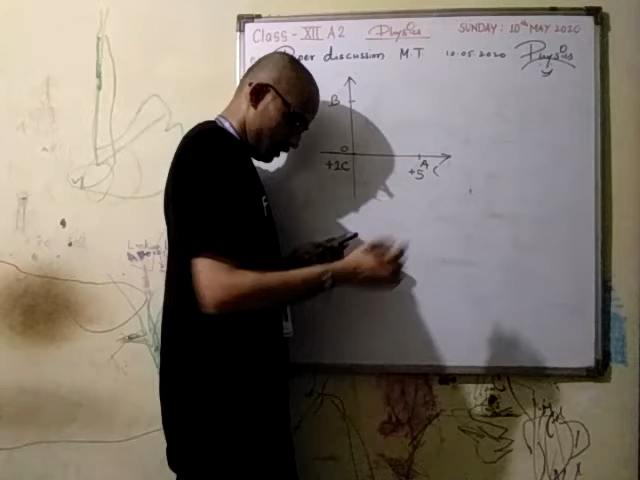 Class - XII A2 Physics SUNDAY: 10TH MAY 2020
Paper discussion M.T 10.05.2020 Physics
B
O
+2C
A
+5 C